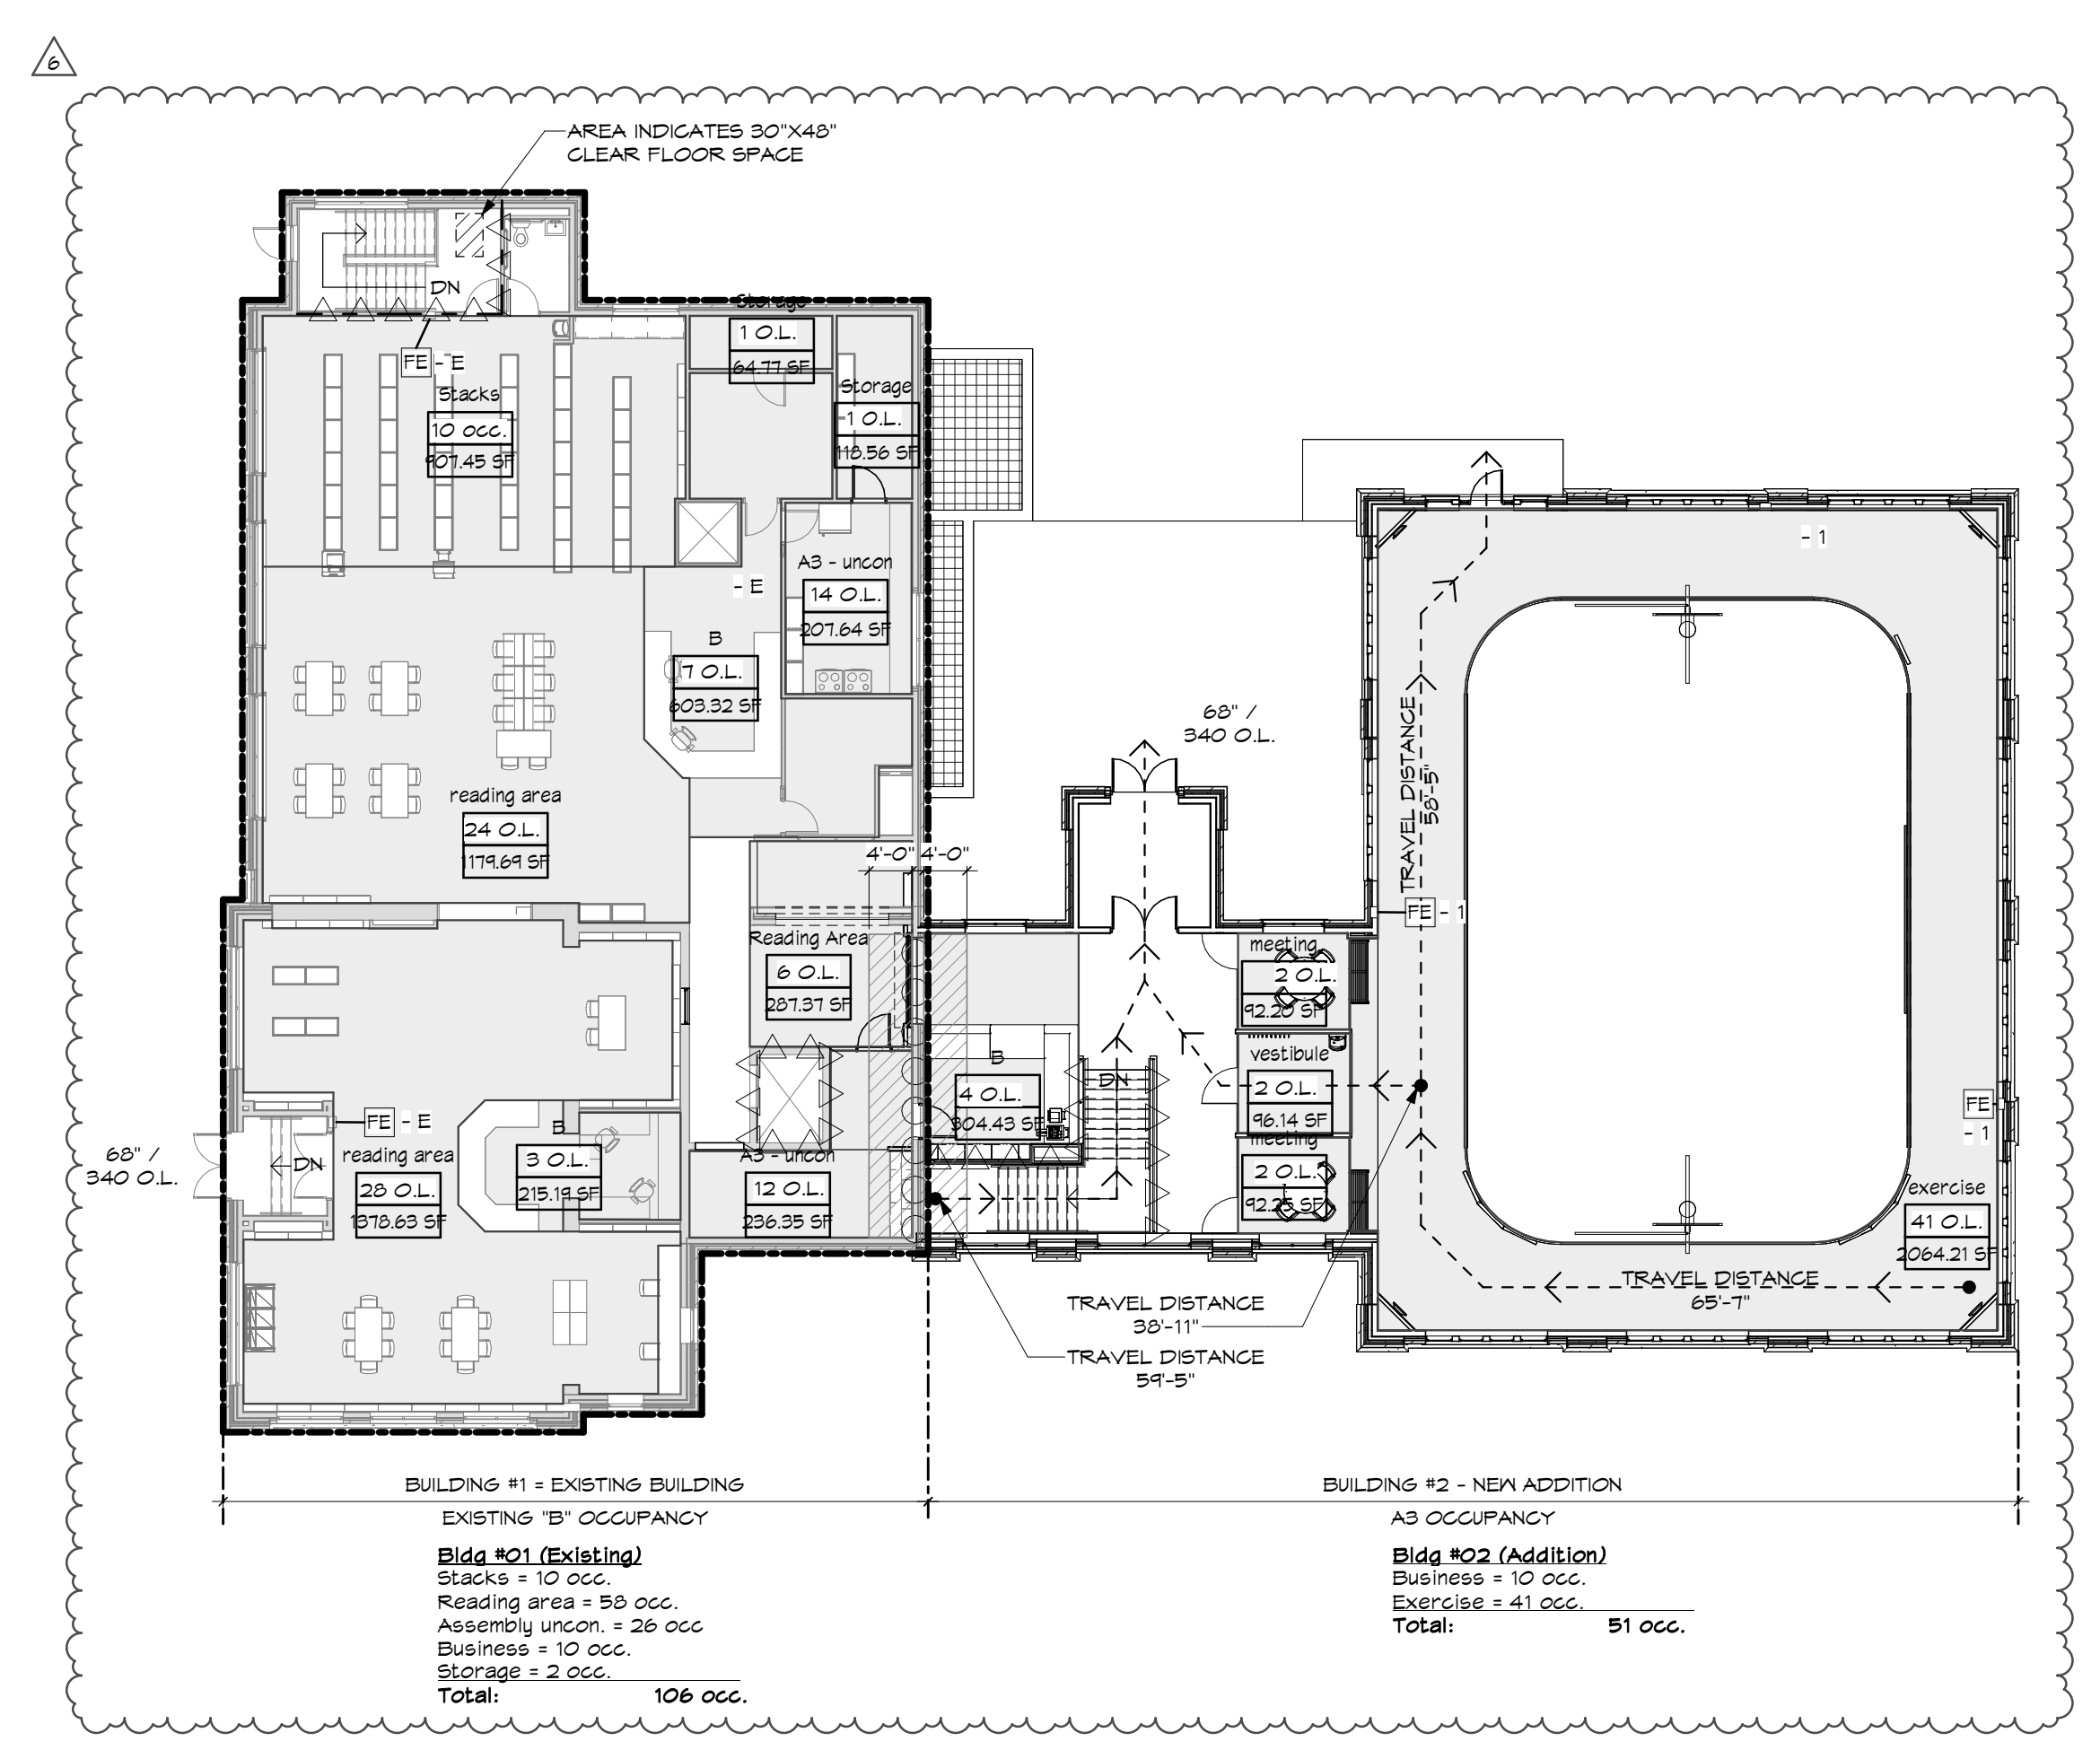 6
AREA INDICATES 30"X48"
CLEAR FLOOR SPACE
DN
Storage
1 O.L.
64.77 SF
FE - E
Stacks
10 occ.
907.45 SF
Storage
1 O.L.
118.56 SF
- 1
A3 - uncon
14 O.L.
207.64 SF
- E
B
7 O.L.
603.32 SF
68" /
340 O.L.
TRAVEL DISTANCE
58'-5"
reading area
24 O.L.
1179.69 SF
4'-0" 4'-0"
FE - 1
Reading Area
6 O.L.
287.37 SF
meeting
2 O.L.
92.20 SF
vestibule
2 O.L.
96.14 SF
B
4 O.L.
304.43 SF
DN
FE
- 1
FE - E
68" /
340 O.L.
DN
reading area
28 O.L.
1378.63 SF
B
3 O.L.
215.19 SF
A3 - uncon
12 O.L.
236.35 SF
meeting
2 O.L.
92.25 SF
exercise
41 O.L.
2064.21 SF
TRAVEL DISTANCE
65'-7"
TRAVEL DISTANCE
38'-11"
TRAVEL DISTANCE
59'-5"
BUILDING #1 = EXISTING BUILDING
EXISTING "B" OCCUPANCY
BUILDING #2 - NEW ADDITION
A3 OCCUPANCY
Bldg #01 (Existing)
Stacks = 10 occ.
Reading area = 58 occ.
Assembly uncon. = 26 occ
Business = 10 occ.
Storage = 2 occ.
Total: 106 occ.
Bldg #02 (Addition)
Business = 10 occ.
Exercise = 41 occ.
Total: 51 occ.